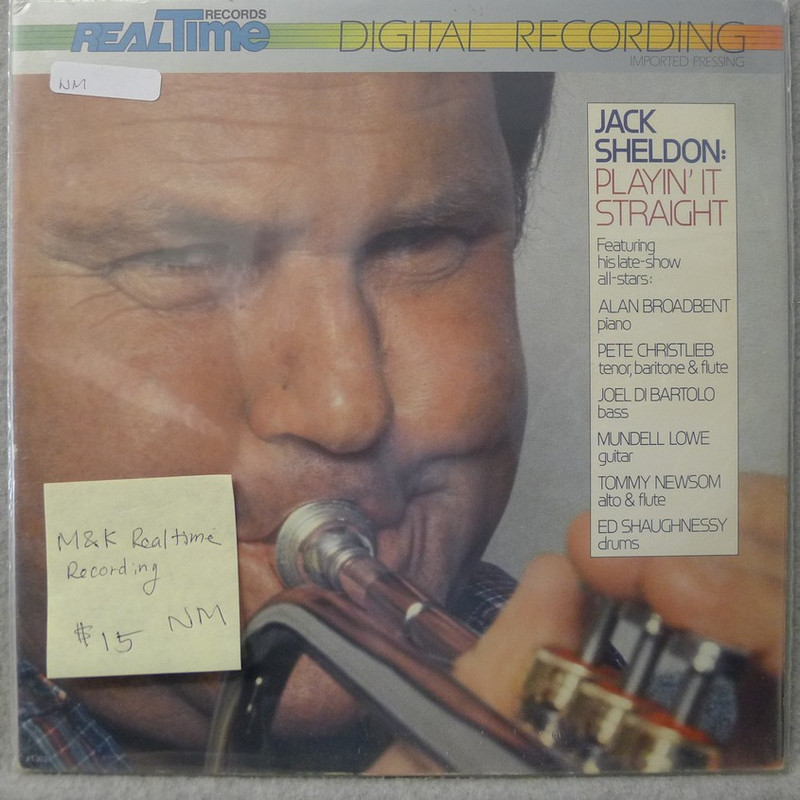 REALTime RECORDS
DIGITAL RECORDING
IMPORTED PRESSING
NM
JACK
SHELDON:
PLAYIN' IT
STRAIGHT
Featuring
his late-show
all-stars:
ALAN BROADBENT
piano
PETE CHRISTLIEB
tenor, baritone & flute
JOEL DI BARTOLO
bass
MUNDELL LOWE
guitar
TOMMY NEWSOM
alto & flute
ED SHAUGHNESSY
drums
M&K Realtime
Recording
$15 NM